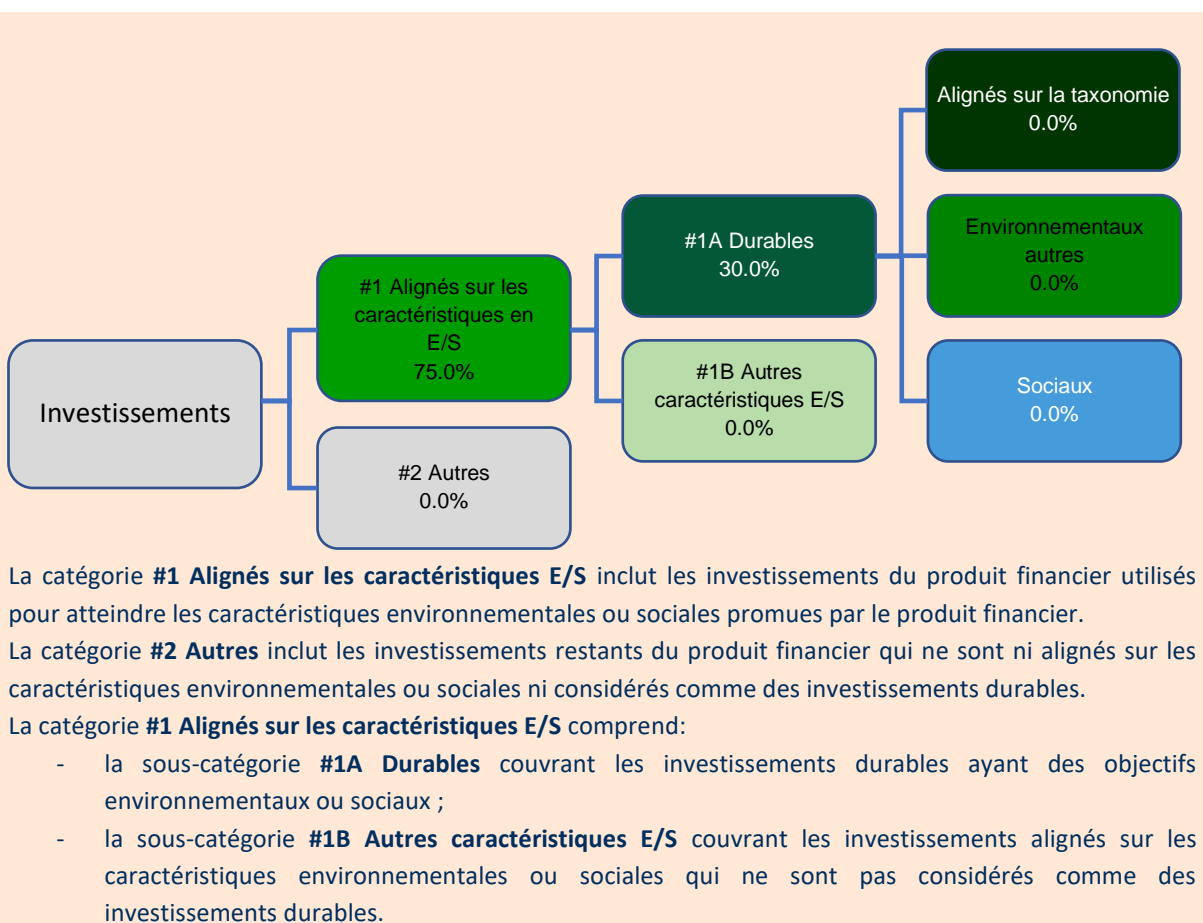 Alignés sur la taxonomie
0.0%
Environnementaux
autres
0.0%
#1A Durables
30.0%
#1 Alignés sur les
caractéristiques en
E/S
75.0%
Sociaux
0.0%
#1B Autres
caractéristiques E/S
0.0%
Investissements
#2 Autres
0.0%
La catégorie #1 Alignés sur les caractéristiques E/S inclut les investissements du produit financier utilisés
pour atteindre les caractéristiques environnementales ou sociales promues par le produit financier.
La catégorie #2 Autres inclut les investissements restants du produit financier qui ne sont ni alignés sur les
caractéristiques environnementales ou sociales ni considérés comme des investissements durables.
La catégorie #1 Alignés sur les caractéristiques E/S comprend:
- la sous-catégorie #1A Durables couvrant les investissements durables ayant des objectifs
environnementaux ou sociaux ;
- la sous-catégorie #1B Autres caractéristiques E/S couvrant les investissements alignés sur les
caractéristiques environnementales ou sociales qui ne sont pas considérés comme des
investissements durables.